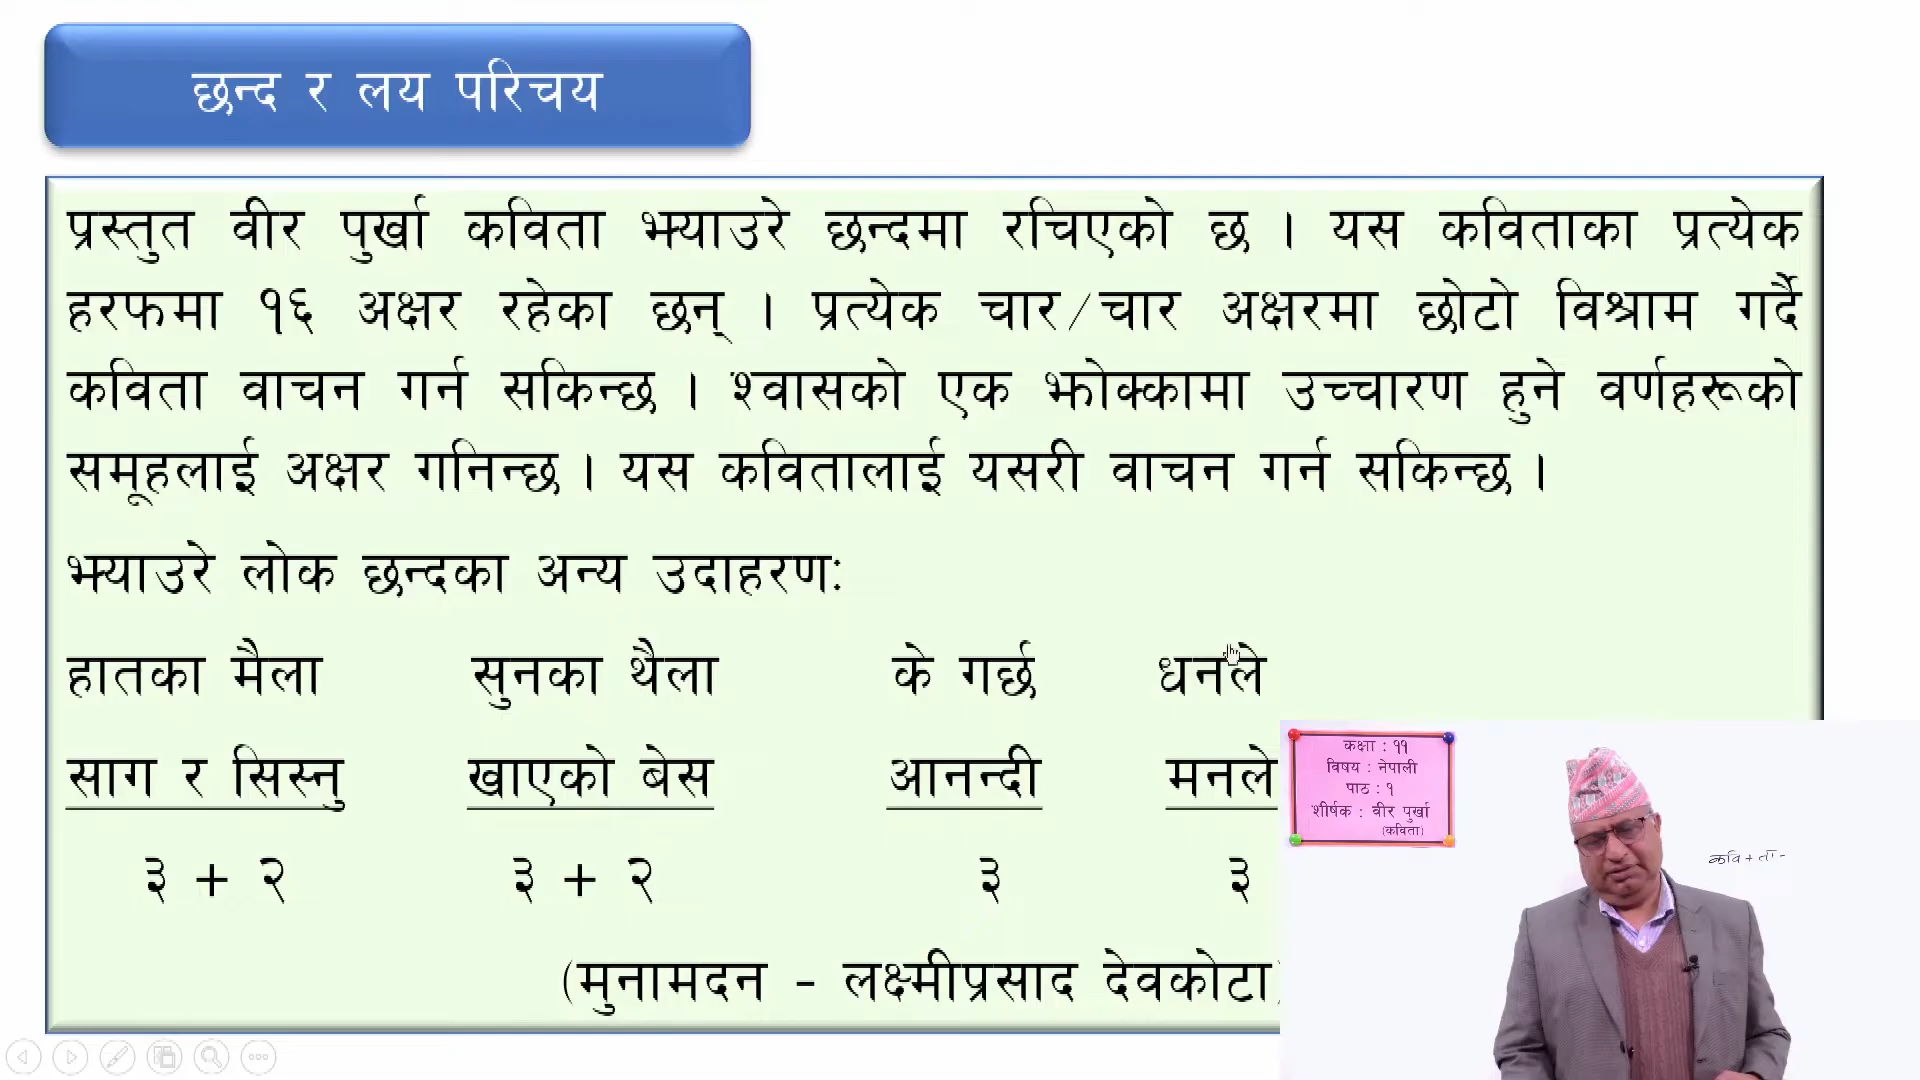 छन्द र लय परिचय
प्रस्तुत वीर पुर्खा कविता झ्याउरे छन्दमा रचिएको छ । यस कविताका प्रत्येक
हरफमा १६ अक्षर रहेका छन् । प्रत्येक चार/चार अक्षरमा छोटो विश्राम गर्दै
कविता वाचन गर्न सकिन्छ । श्वासको एक झोक्कामा उच्चारण हुने वर्णहरूको
समूहलाई अक्षर गनिन्छ । यस कवितालाई यसरी वाचन गर्न सकिन्छ ।
झ्याउरे लोक छन्दका अन्य उदाहरण:
हातका मैला सुनका थैला के गर्छ धनले
साग र सिस्नु खाएको बेस आनन्दी मनले
३ + २ ३ + २ ३ ३
(मुनामदन - लक्ष्मीप्रसाद देवकोटा)
कक्षा : ११
विषय : नेपाली
पाठ : १
शीर्षक : वीर पुर्खा
(कविता)
कवि + ता -